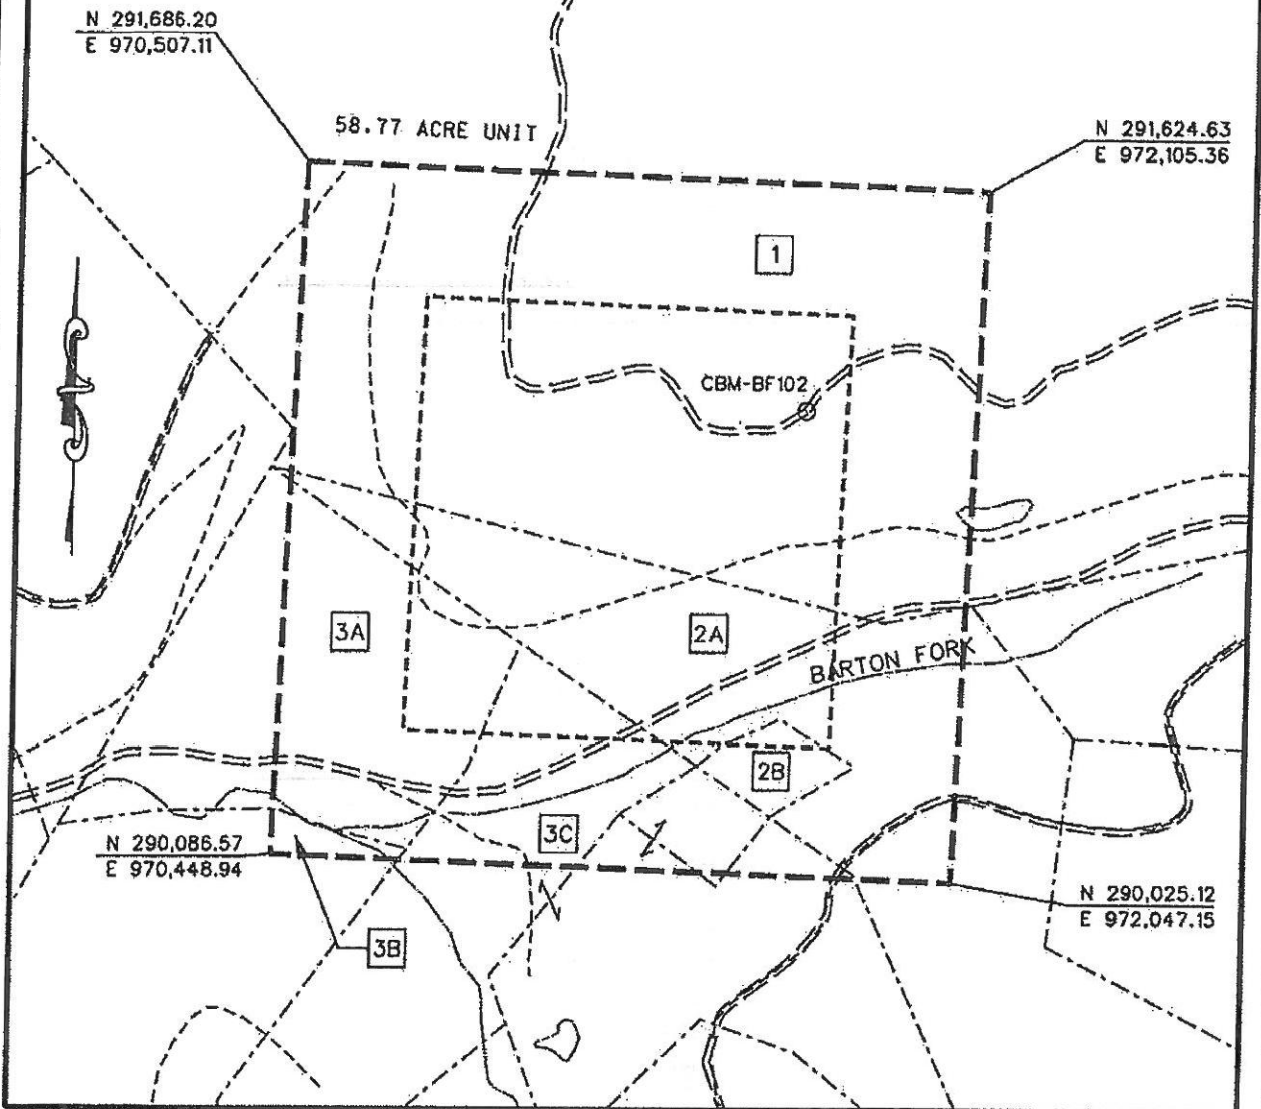 N 291,686.20
E 970,507.11
58.77 ACRE UNIT
N 291,624.63
E 972,105.36
1
CBM-BF102
3A
2A
BARTON FORK
2B
3C
N 290,086.57
E 970,448.94
N 290,025.12
E 972,047.15
3B